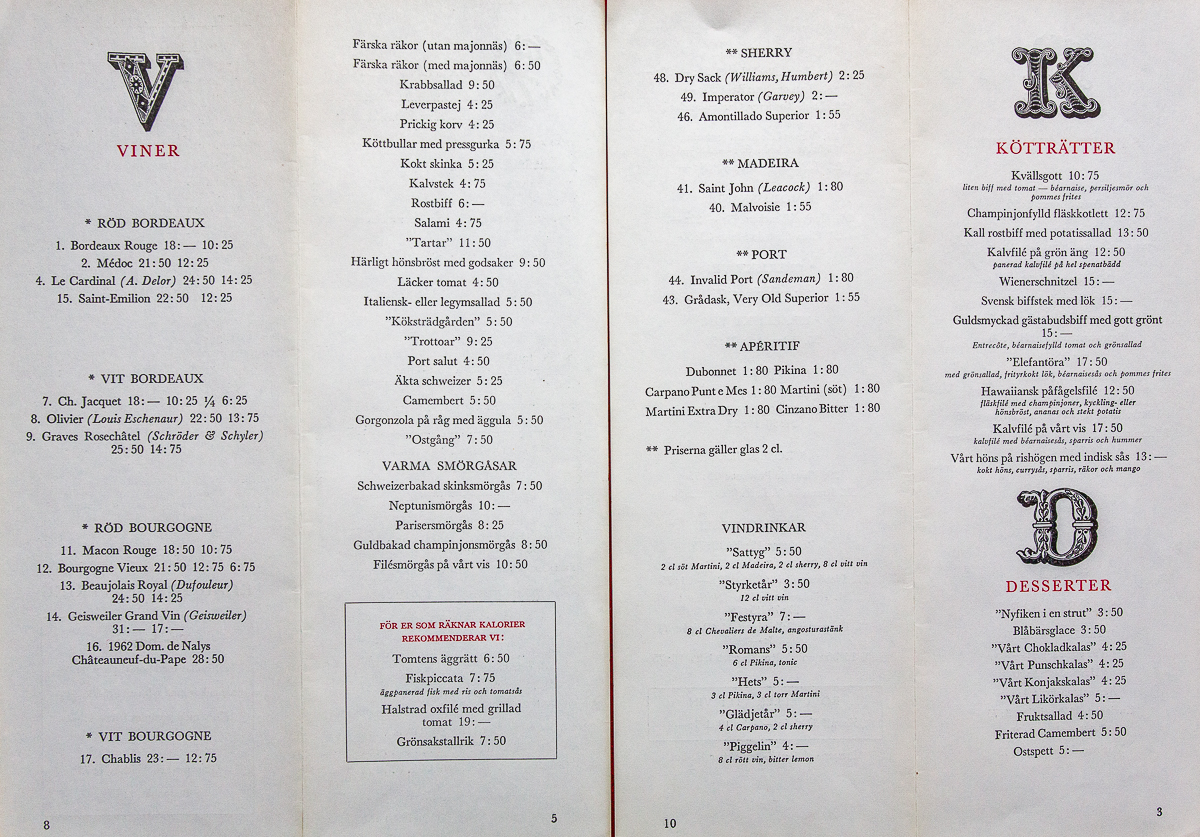 V
VINER
* RÖD BORDEAUX
1. Bordeaux Rouge 18:— 10:25
2. Médoc 21:50 12:25
4. Le Cardinal (A. Delor) 24:50 14:25
15. Saint-Emilion 22:50 12:25
* VIT BORDEAUX
7. Ch. Jacquet 18:— 10:25 ¼ 6:25
8. Olivier (Louis Eschenaur) 22:50 13:75
9. Graves Rosechâtel (Schröder & Schyler)
25:50 14:75
* RÖD BOURGOGNE
11. Macon Rouge 18:50 10:75
12. Bourgogne Vieux 21:50 12:75 6:75
13. Beaujolais Royal (Dufouleur)
24:50 14:25
14. Geisweiler Grand Vin (Geisweiler)
31:— 17:—
16. 1962 Dom. de Nalys
Châteauneuf-du-Pape 28:50
* VIT BOURGOGNE
17. Chablis 23:— 12:75
8
Färska räkor (utan majonnäs) 6:—
Färska räkor (med majonnäs) 6:50
Krabbsallad 9:50
Leverpastej 4:25
Prickig korv 4:25
Köttbullar med pressgurka 5:75
Kokt skinka 5:25
Kalvstek 4:75
Rostbiff 6:—
Salami 4:75
”Tartar” 11:50
Härligt hönsbröst med godsaker 9:50
Läcker tomat 4:50
Italiensk- eller legymsallad 5:50
”Köksträdgården” 5:50
”Trottoar” 9:25
Port salut 4:50
Äkta schweizer 5:25
Camembert 5:50
Gorgonzola på råg med äggula 5:50
”Ostgång” 7:50
VARMA SMÖRGÅSAR
Schweizerbakad skinksmörgås 7:50
Neptunismörgås 10:—
Parisersmörgås 8:25
Guldbakad champinjonsmörgås 8:50
Filésmörgås på vårt vis 10:50
FÖR ER SOM RÄKNAR KALORIER
REKOMMENDERAR VI:
Tomtens äggrätt 6:50
Fiskpiccata 7:75
äggpanerad fisk med ris och tomatsås
Halstrad oxfilé med grillad
tomat 19:—
Grönsakstallrik 7:50
5
** SHERRY
48. Dry Sack (Williams, Humbert) 2:25
49. Imperator (Garvey) 2:—
46. Amontillado Superior 1:55
** MADEIRA
41. Saint John (Leacock) 1:80
40. Malvoisie 1:55
** PORT
44. Invalid Port (Sandeman) 1:80
43. Grådask, Very Old Superior 1:55
** APÉRITIF
Dubonnet 1:80 Pikina 1:80
Carpano Punt e Mes 1:80 Martini (söt) 1:80
Martini Extra Dry 1:80 Cinzano Bitter 1:80
** Priserna gäller glas 2 cl.
VINDRINKAR
”Sattyg” 5:50
2 cl söt Martini, 2 cl Madeira, 2 cl sherry, 8 cl vitt vin
”Styrketår” 3:50
12 cl vitt vin
”Festyra” 7:—
8 cl Chevaliers de Malte, angosturastänk
”Romans” 5:50
6 cl Pikina, tonic
”Hets” 5:—
3 cl Pikina, 3 cl torr Martini
”Glädjetår” 5:—
4 cl Carpano, 2 cl sherry
”Piggelin” 4:—
8 cl rött vin, bitter lemon
10
K
KÖTTRÄTTER
Kvällsgott 10:75
liten biff med tomat — béarnaise, persiljesmör och
pommes frites
Champinjonfylld fläskkotlett 12:75
Kall rostbiff med potatissallad 13:50
Kalvfilé på grön äng 12:50
panerad kalvfilé på hel spenatbädd
Wienerschnitzel 15:—
Svensk biffstek med lök 15:—
Guldsmyckad gästabudsbiff med gott grönt
15:—
Entrecôte, béarnaisefylld tomat och grönsallad
”Elefantöra” 17:50
med grönsallad, frityrkokt lök, béarnaisesås och pommes frites
Hawaiiansk påfågelsfilé 12:50
fläskfilé med champinjoner, kyckling- eller
hönsbröst, ananas och stekt potatis
Kalvfilé på vårt vis 17:50
kalvfilé med béarnaisesås, sparris och hummer
Vårt höns på rishögen med indisk sås 13:—
kokt höns, currysås, sparris, räkor och mango
D
DESSERTER
”Nyfiken i en strut” 3:50
Blåbärsglace 3:50
”Vårt Chokladkalas” 4:25
”Vårt Punschkalas” 4:25
”Vårt Konjakskalas” 4:25
”Vårt Likörkalas” 5:—
Fruktsallad 4:50
Friterad Camembert 5:50
Ostspett 5:—
3